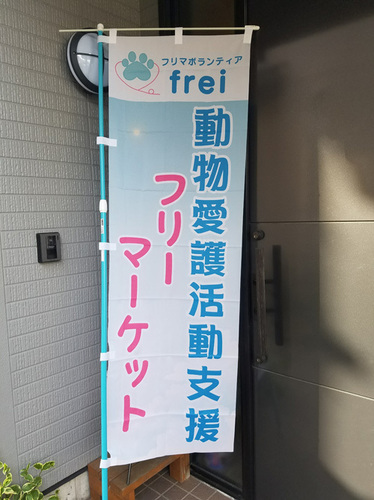 フリマボランティア
frei
動物愛護活動支援
フリー
マーケット